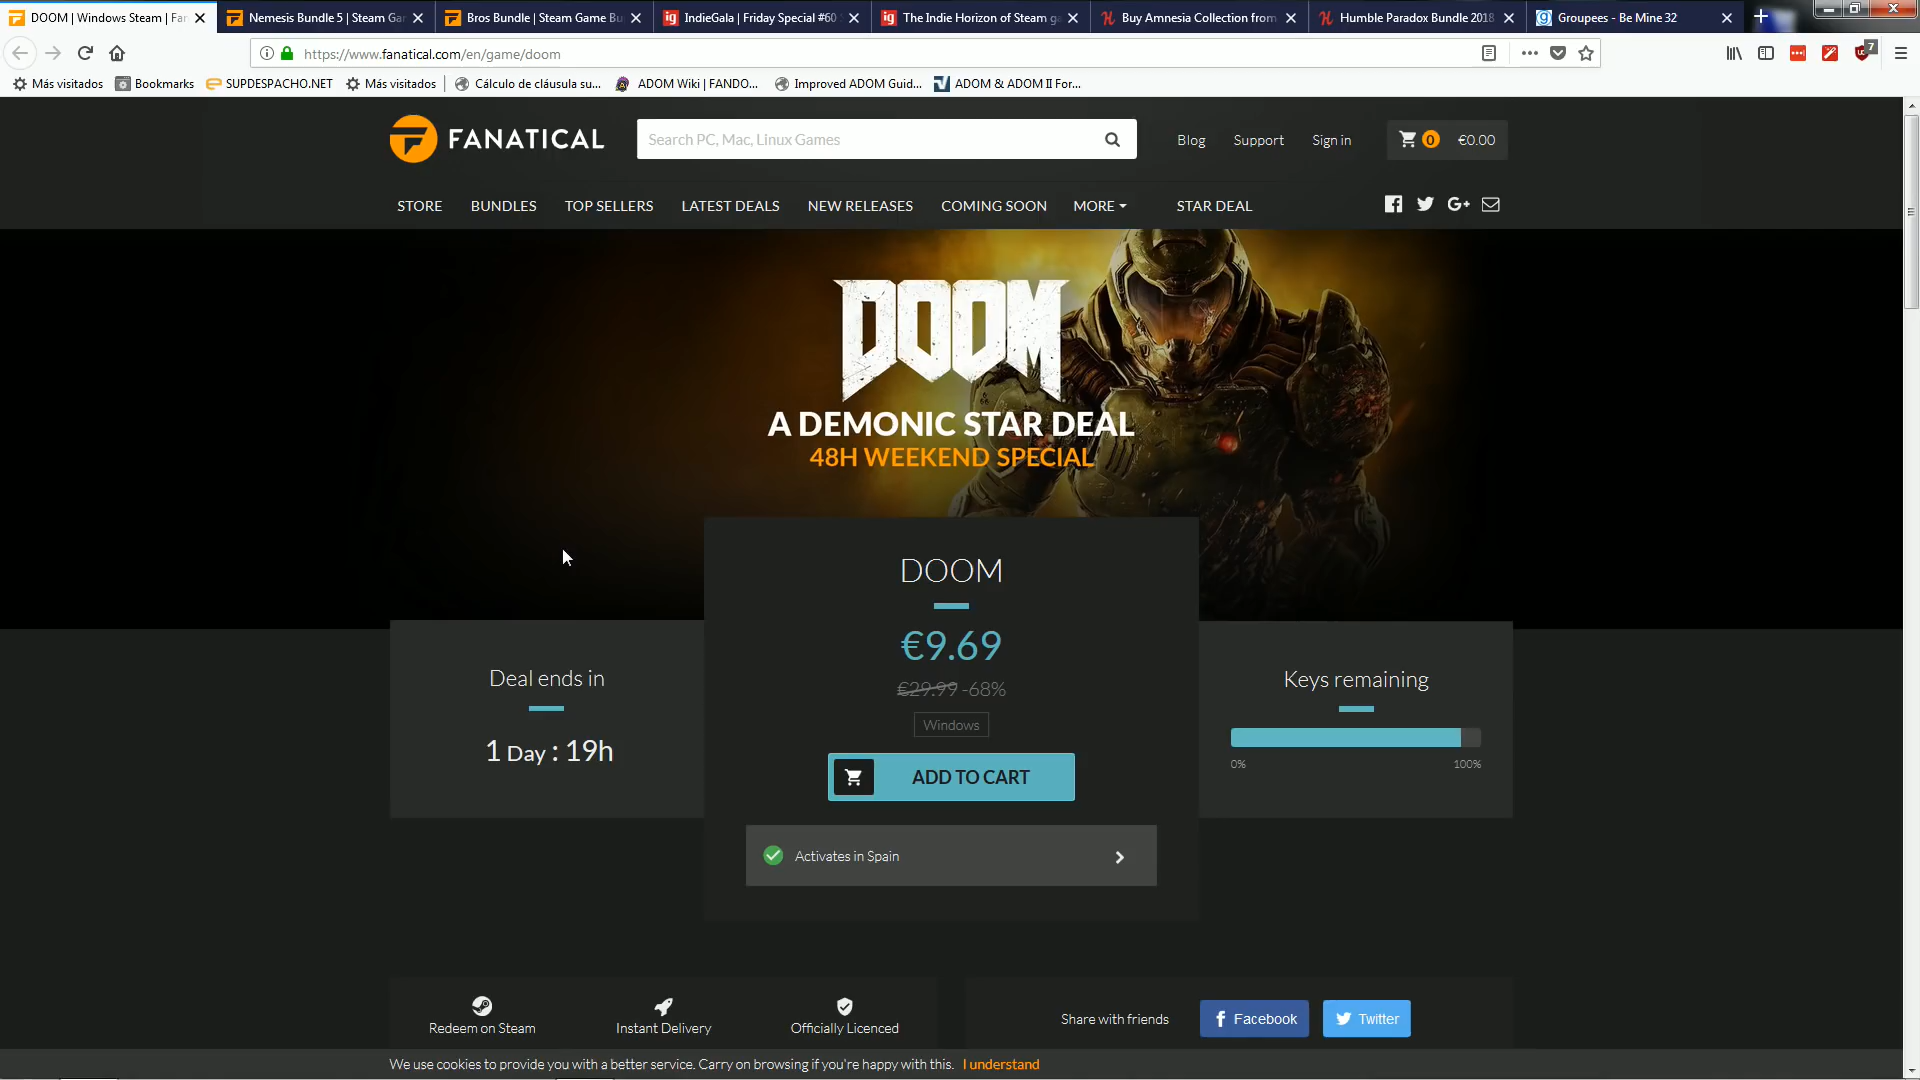 DOOM | Windows Steam | Fan
Nemesis Bundle 5 | Steam Gam
Bros Bundle | Steam Game Bu
IndieGala | Friday Special #60
The Indie Horizon of Steam ga
Buy Amnesia Collection from
Humble Paradox Bundle 2018
Groupees - Be Mine 32
https://www.fanatical.com/en/game/doom
7
Más visitados
Bookmarks
SUPDESPACHO.NET
Más visitados
Cálculo de cláusula su...
ADOM Wiki | FANDO...
Improved ADOM Guid...
ADOM & ADOM II For...
FANATICAL
Search PC, Mac, Linux Games
Blog
Support
Sign in
0
€0.00
STORE
BUNDLES
TOP SELLERS
LATEST DEALS
NEW RELEASES
COMING SOON
MORE
STAR DEAL
DOOM
A DEMONIC STAR DEAL
48H WEEKEND SPECIAL
DOOM
€9.69
€29.99 -68%
Windows
ADD TO CART
Activates in Spain
Deal ends in
1 Day : 19h
Keys remaining
0%
100%
Redeem on Steam
Instant Delivery
Officially Licenced
Share with friends
Facebook
Twitter
We use cookies to provide you with a better service. Carry on browsing if you're happy with this. I understand